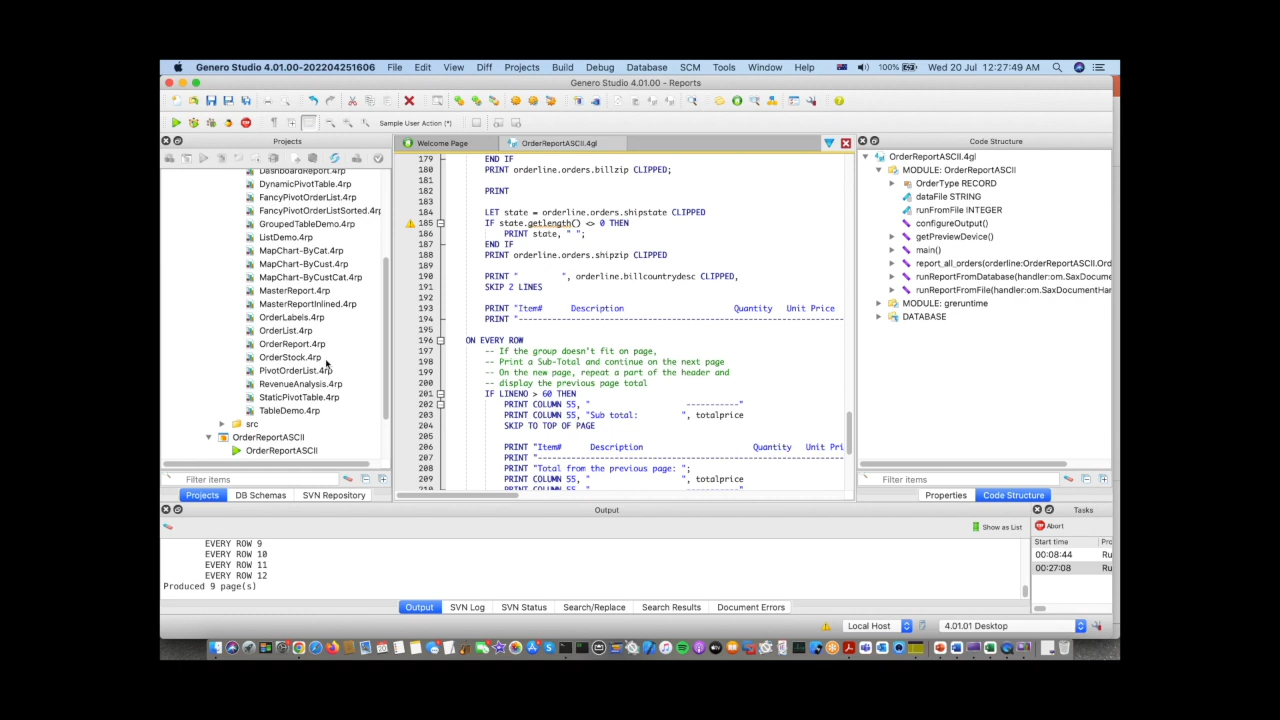 Genero Studio 4.01.00-202204251606 File Edit View Diff Projects Build Debug Database SCM Tools Window Help 100% Wed 20 Jul 12:27:49 AM
Genero Studio 4.01.00 - Reports
Sample User Action (*)
Projects
DashboardReport.4rp
DynamicPivotTable.4rp
FancyPivotOrderList.4rp
FancyPivotOrderListSorted.4rp
GroupedTableDemo.4rp
ListDemo.4rp
MapChart-ByCat.4rp
MapChart-ByCust.4rp
MapChart-ByCustCat.4rp
MasterReport.4rp
MasterReportInlined.4rp
OrderLabels.4rp
OrderList.4rp
OrderReport.4rp
OrderStock.4rp
PivotOrderList.4rp
RevenueAnalysis.4rp
StaticPivotTable.4rp
TableDemo.4rp
src
OrderReportASCII
OrderReportASCII
Filter items
Projects DB Schemas SVN Repository
Welcome Page OrderReportASCII.4gl
179 END IF
180 PRINT orderline.orders.billzip CLIPPED;
181
182 PRINT
183
184 LET state = orderline.orders.shipstate CLIPPED
185 IF state.getlength() <> 0 THEN
186 PRINT state, " ";
187 END IF
188 PRINT orderline.orders.shipzip CLIPPED
189
190 PRINT "        ", orderline.billcountrydesc CLIPPED,
191 SKIP 2 LINES
192
193 PRINT "Item#      Description                         Quantity   Unit Price
194 PRINT "--------------------------------------------------------------------
195
196 ON EVERY ROW
197 -- If the group doesn't fit on page,
198 -- Print a Sub-Total and continue on the next page
199 -- On the new page, repeat a part of the header and
200 -- display the previous page total
201 IF LINENO > 60 THEN
202 PRINT COLUMN 55, "                  -----------"
203 PRINT COLUMN 55, "Sub total:        ", totalprice
204 SKIP TO TOP OF PAGE
205
206 PRINT "Item#      Description                         Quantity   Unit Pri
207 PRINT "----------------------------------------------------------------
208 PRINT "Total from the previous page: ";
209 PRINT COLUMN 55, "                  ", totalprice
210 PRINT COLUMN 55, "                  -----------"
Code Structure
OrderReportASCII.4gl
MODULE: OrderReportASCII
OrderType RECORD
dataFile STRING
runFromFile INTEGER
configureOutput()
getPreviewDevice()
main()
report_all_orders(orderline:OrderReportASCII.Ord
runReportFromDatabase(handler:om.SaxDocume
runReportFromFile(handler:om.SaxDocumentHar
MODULE: greruntime
DATABASE
Filter items
Properties Code Structure
Output
Show as List
EVERY ROW 9
EVERY ROW 10
EVERY ROW 11
EVERY ROW 12
Produced 9 page(s)
Output SVN Log SVN Status Search/Replace Search Results Document Errors
Tasks
Abort
Start time Pro
00:08:44 Ru
00:27:08 Ru
Local Host 4.01.01 Desktop